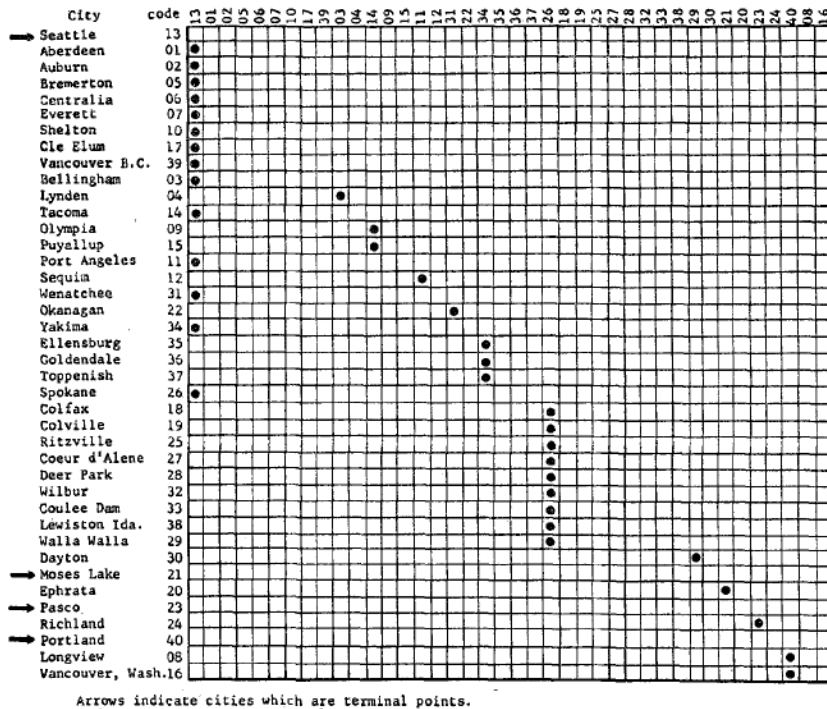 City code 13 01 02 05 06 07 10 17 39 03 04 14 09 15 11 12 31 22 34 35 36 37 26 18 19 25 27 28 32 33 38 29 30 21 20 23 24 40 08 16
Seattle 13
Aberdeen 01
Auburn 02
Bremerton 05
Centralia 06
Everett 07
Shelton 10
Cle Elum 17
Vancouver B.C. 39
Bellingham 03
Lynden 04
Tacoma 14
Olympia 09
Puyallup 15
Port Angeles 11
Sequim 12
Wenatchee 31
Okanagan 22
Yakima 34
Ellensburg 35
Goldendale 36
Toppenish 37
Spokane 26
Colfax 18
Colville 19
Ritzville 25
Coeur d'Alene 27
Deer Park 28
Wilbur 32
Coulee Dam 33
Lewiston Ida. 38
Walla Walla 29
Dayton 30
Moses Lake 21
Ephrata 20
Pasco 23
Richland 24
Portland 40
Longview 08
Vancouver, Wash. 16
Arrows indicate cities which are terminal points.